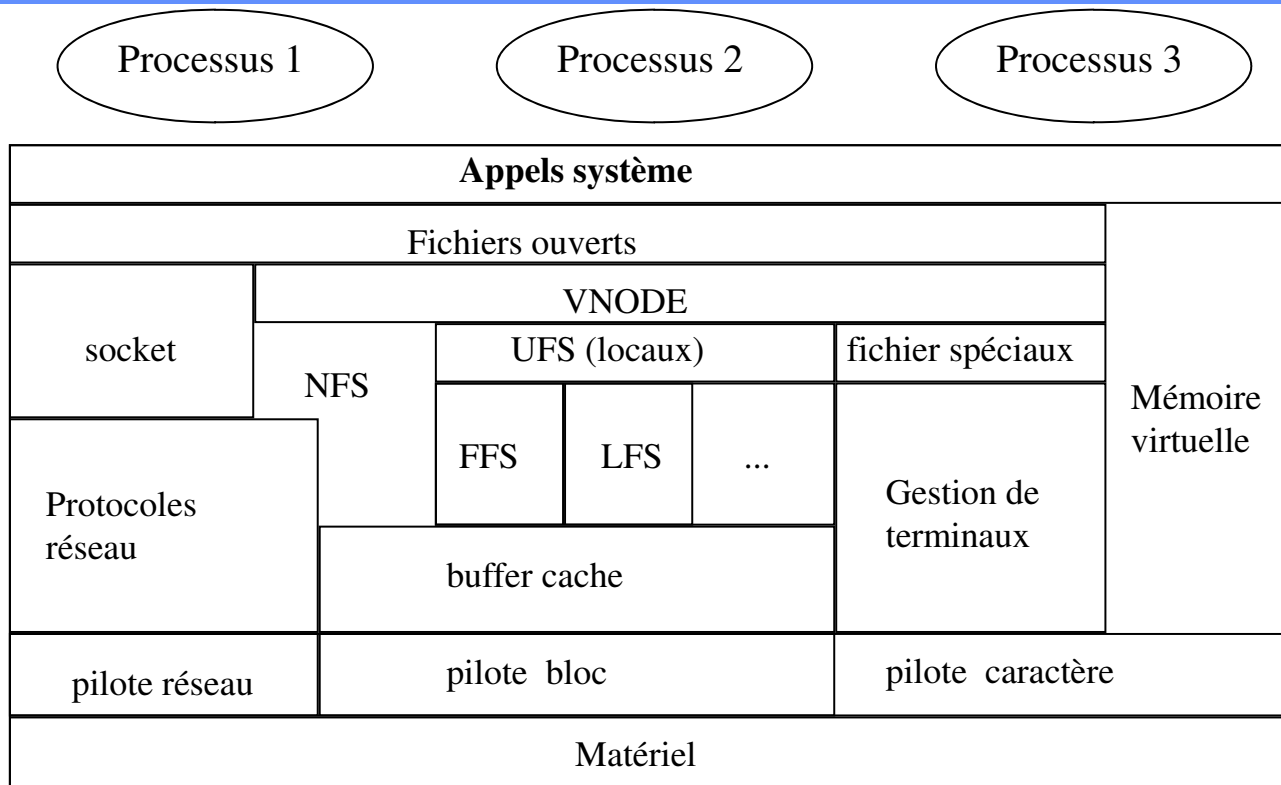 Processus 1
Processus 2
Processus 3
Appels système
Fichiers ouverts
VNODE
socket
NFS
UFS (locaux)
fichier spéciaux
Mémoire
virtuelle
FFS
LFS
...
Protocoles
réseau
Gestion de
terminaux
buffer cache
pilote réseau
pilote bloc
pilote caractère
Matériel